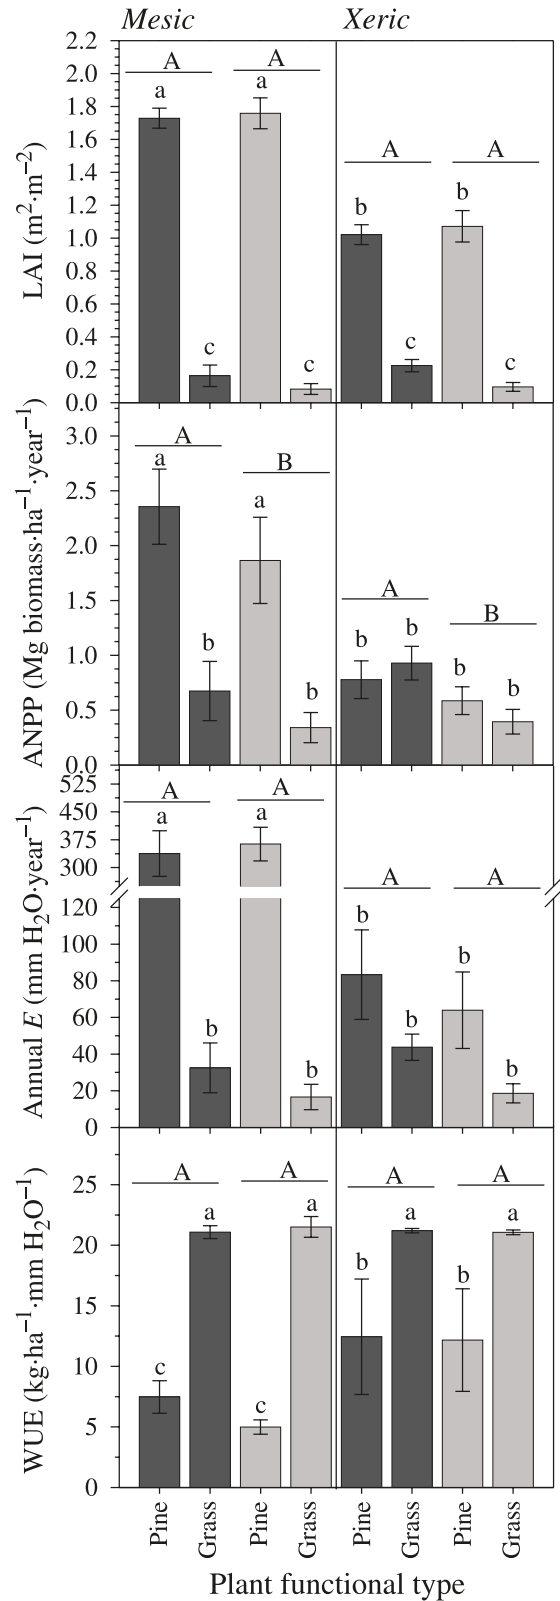 Mesic Xeric
LAI (m²·m⁻²)
2.2
2.0
1.8
1.6
1.4
1.2
1.0
0.8
0.6
0.4
0.2
0.0
A A A A
a c a c b c b c
ANPP (Mg biomass·ha⁻¹·year⁻¹)
3.0
2.5
2.0
1.5
1.0
0.5
0.0
A B A B
a b a b b b b b
Annual E (mm H₂O·year⁻¹)
525
450
375
300
120
100
80
60
40
20
0
A A A A
a b a b b b b b
WUE (kg·ha⁻¹·mm H₂O⁻¹)
25
20
15
10
5
0
A A A A
c a c a b a b a
Pine Grass Pine Grass Pine Grass Pine Grass
Plant functional type